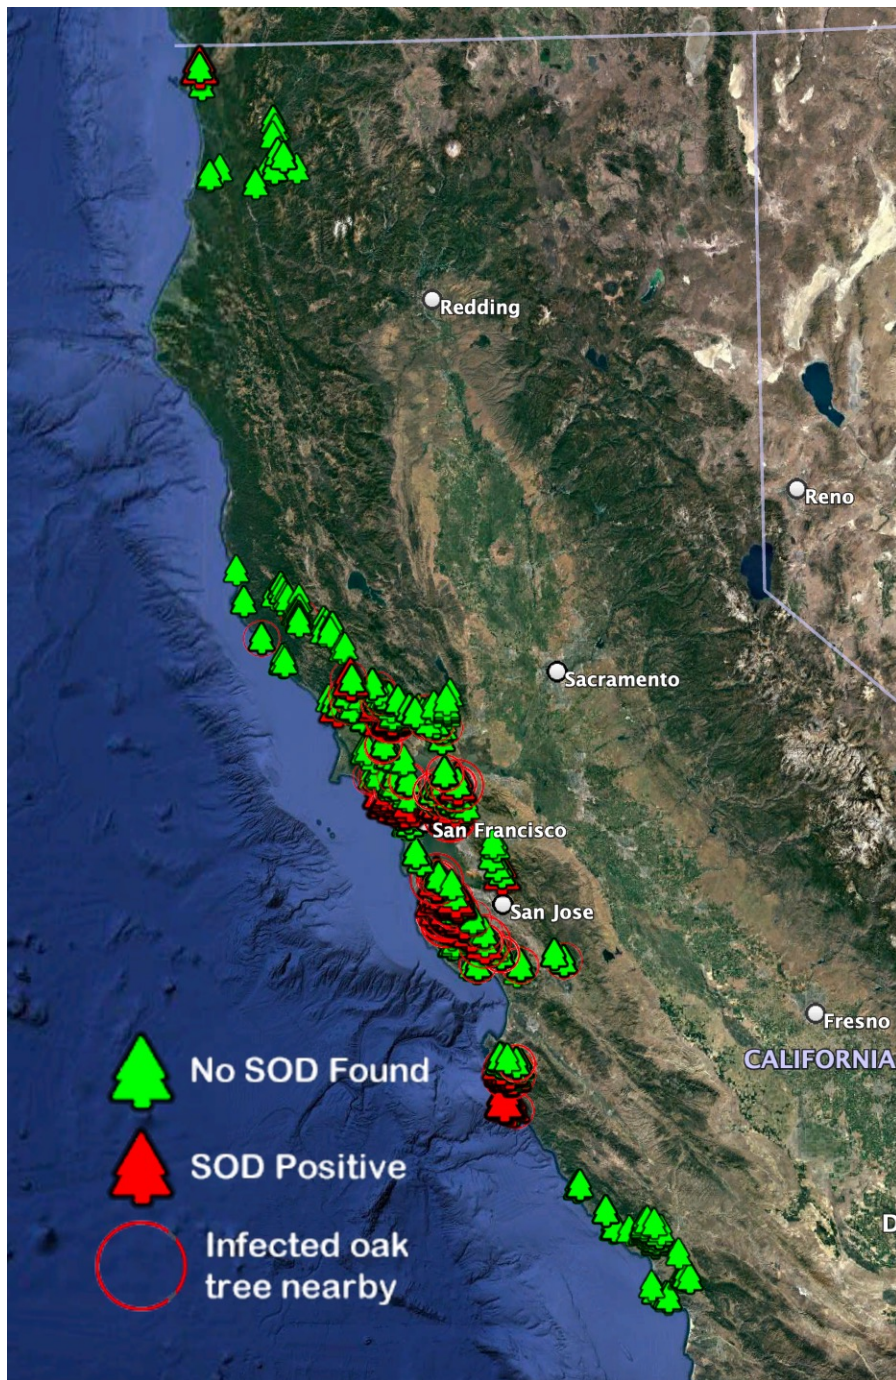 Redding
Reno
Sacramento
San Francisco
San Jose
Fresno
CALIFORNIA
No SOD Found
SOD Positive
D
Infected oak
tree nearby